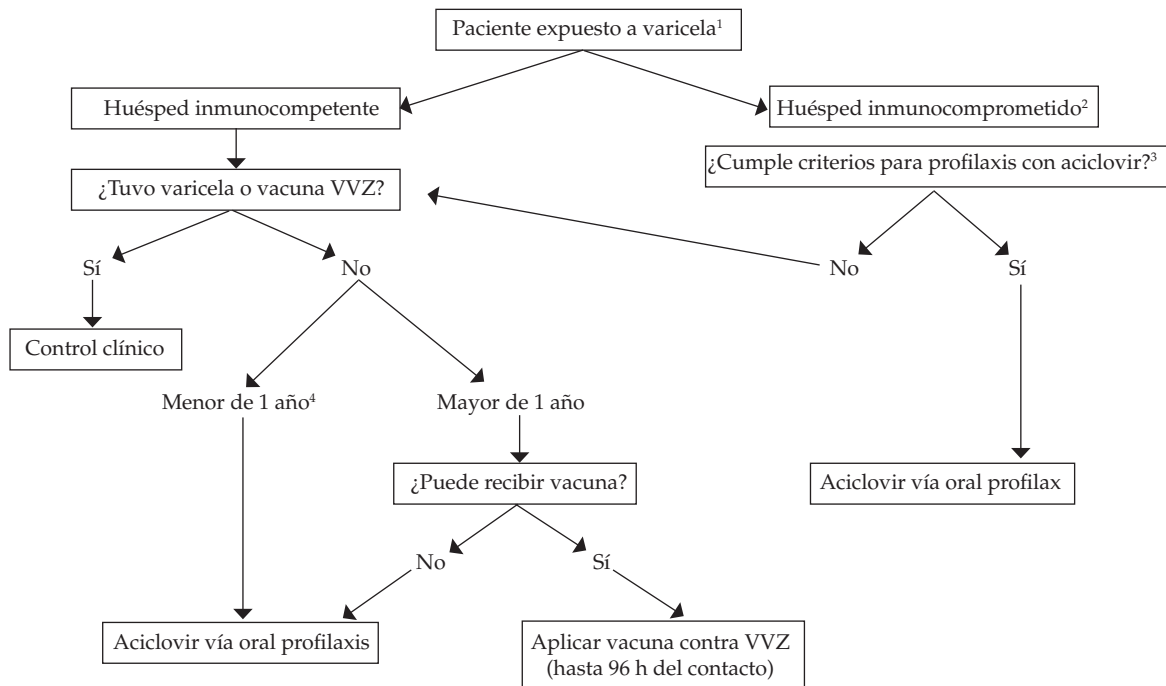 Paciente expuesto a varicela¹
Huésped inmunocompetente
Huésped inmunocomprometido²
¿Cumple criterios para profilaxis con aciclovir?³
¿Tuvo varicela o vacuna VVZ?
Sí
No
No
Sí
Control clínico
Menor de 1 año⁴
Mayor de 1 año
¿Puede recibir vacuna?
Aciclovir vía oral profilax
No
Sí
Aciclovir vía oral profilaxis
Aplicar vacuna contra VVZ
(hasta 96 h del contacto)